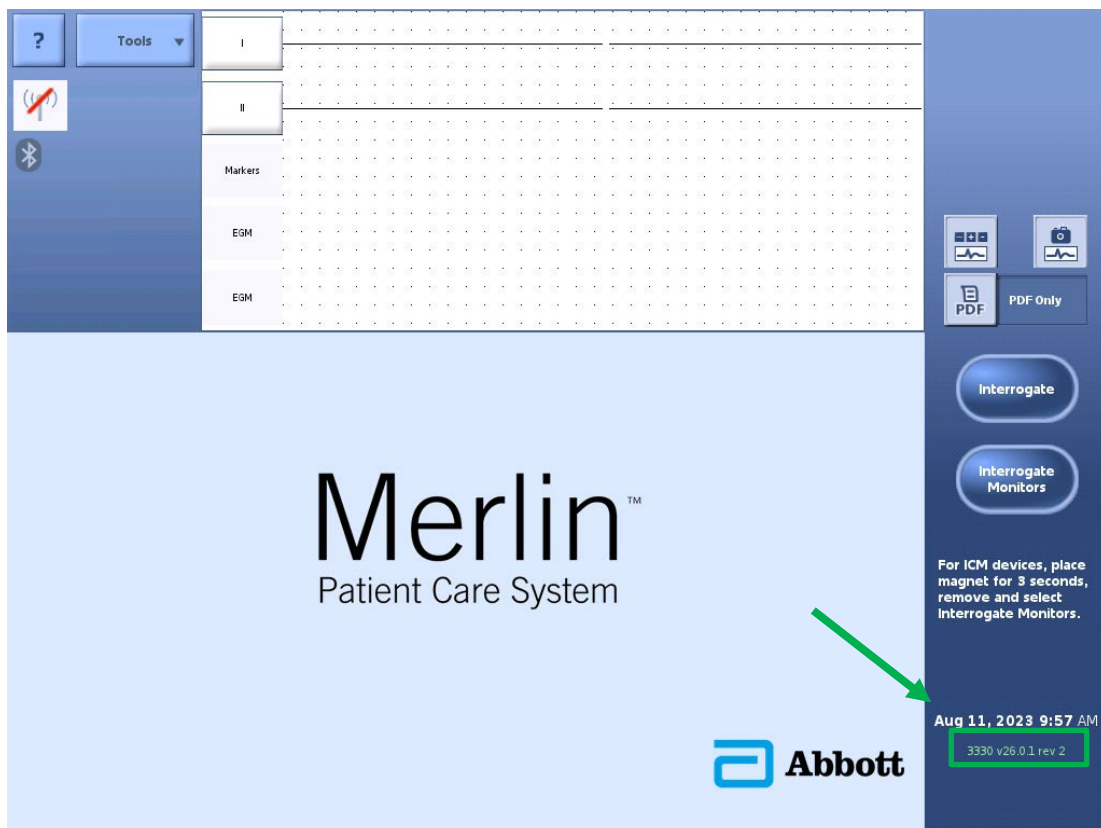 ?
Tools
I
II
Markers
EGM
EGM
PDF
PDF Only
Interrogate
Interrogate
Monitors
For ICM devices, place
magnet for 3 seconds,
remove and select
Interrogate Monitors.
Merlin™
Patient Care System
Aug 11, 2023 9:57 AM
3330 v26.0.1 rev 2
Abbott